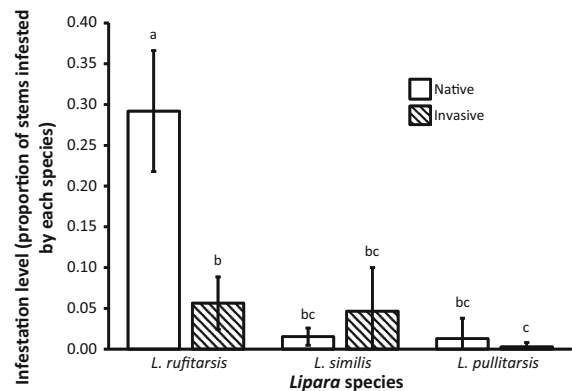 Infestation level (proportion of stems infested
by each species)
0.40
0.35
0.30
0.25
0.20
0.15
0.10
0.05
0.00
a
b
bc
bc
bc
c
Native
Invasive
L. rufitarsis
L. similis
L. pullitarsis
Lipara species